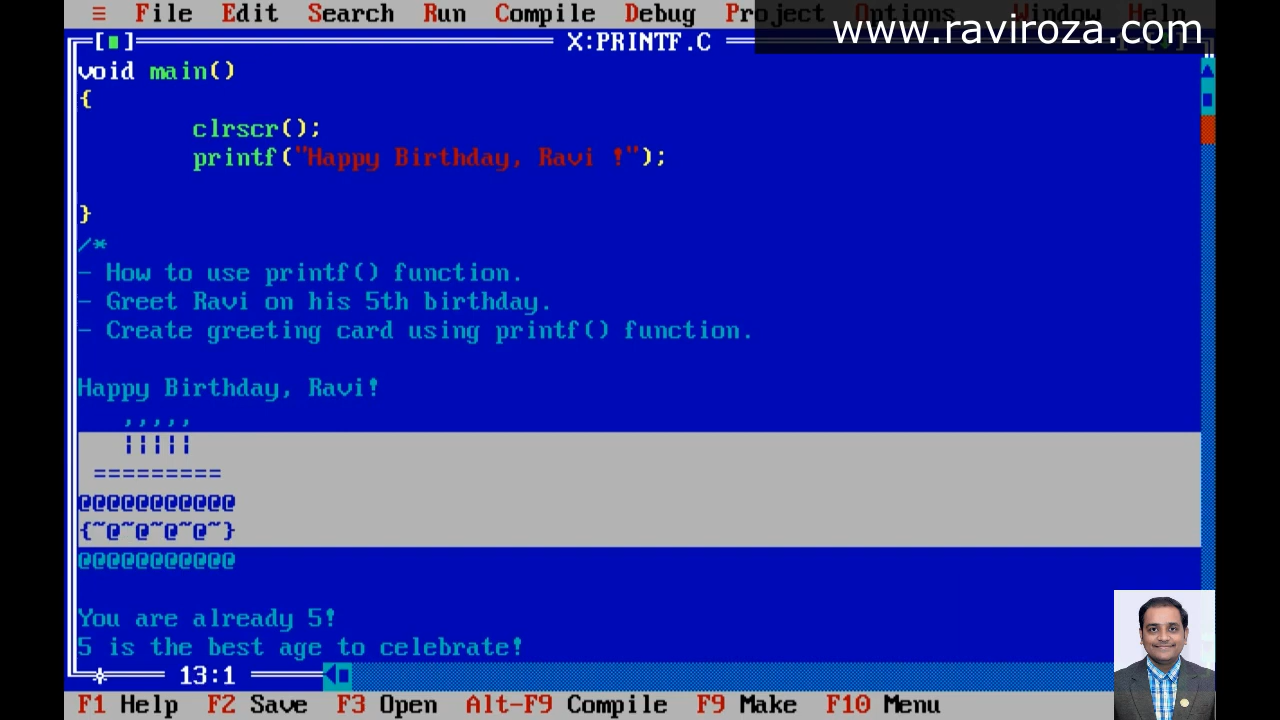 ≡ File Edit Search Run Compile Debug Project Options Window Help
www.raviroza.com
[■] X:PRINTF.C
void main()
{
clrscr();
printf("Happy Birthday, Ravi !");
}
/*
- How to use printf() function.
- Greet Ravi on his 5th birthday.
- Create greeting card using printf() function.
Happy Birthday, Ravi!
,,,,,
|||||
=========
@@@@@@@@@@@
{~@~@~@~@~}
@@@@@@@@@@@
You are already 5!
5 is the best age to celebrate!
13:1
F1 Help F2 Save F3 Open Alt-F9 Compile F9 Make F10 Menu